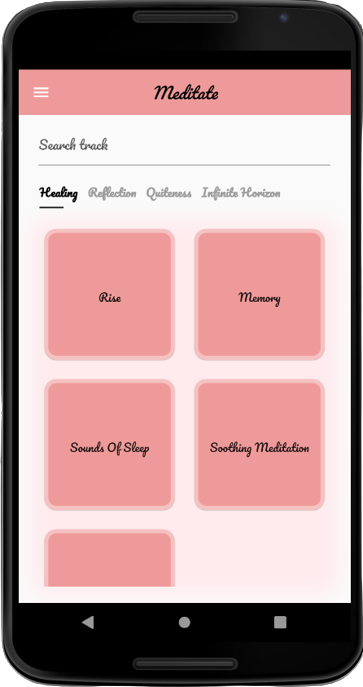 Meditate
Search track
Healing Reflection Quiteness Infinite Horizon
Rise Memory
Sounds Of Sleep Soothing Meditation